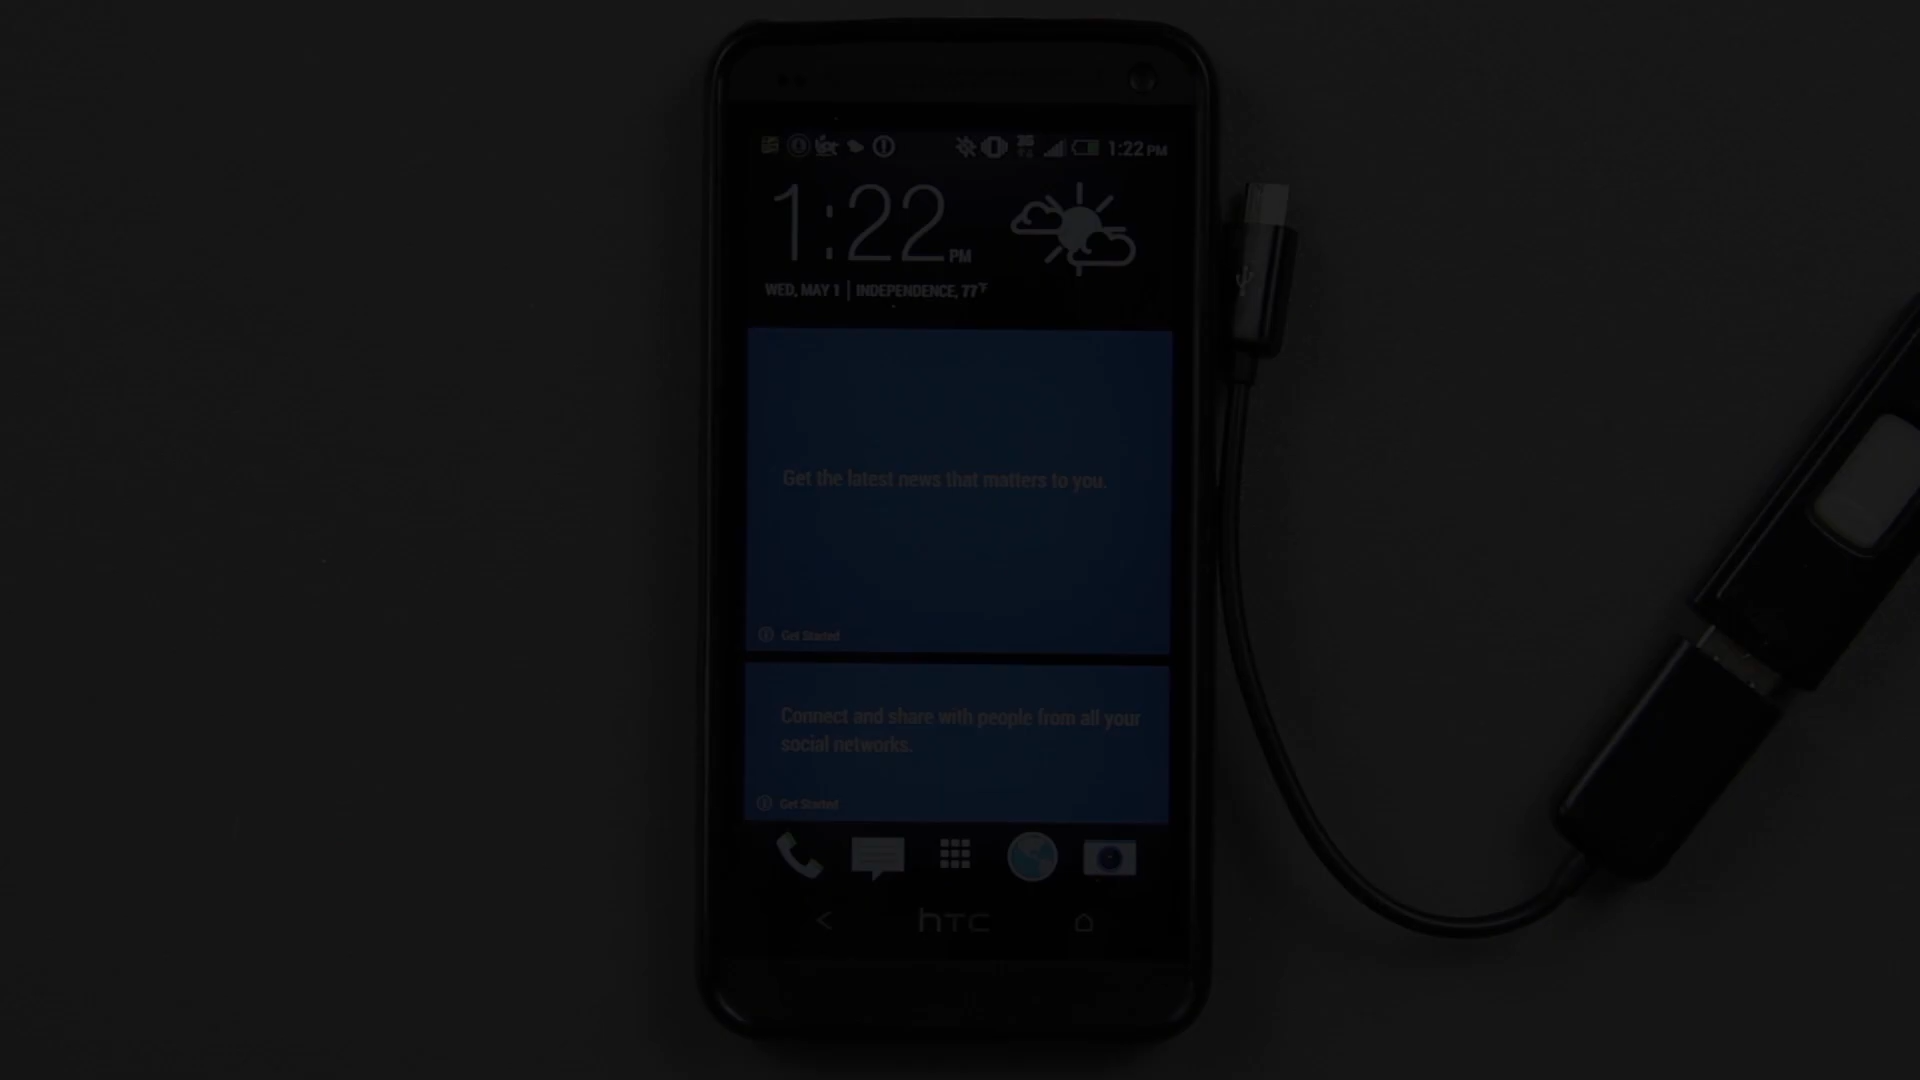 1:22 PM
1:22 PM
WED, MAY 1 | INDEPENDENCE, 77°F
Get the latest news that matters to you.
Get Started
Connect and share with people from all your
social networks.
Get Started
hTC